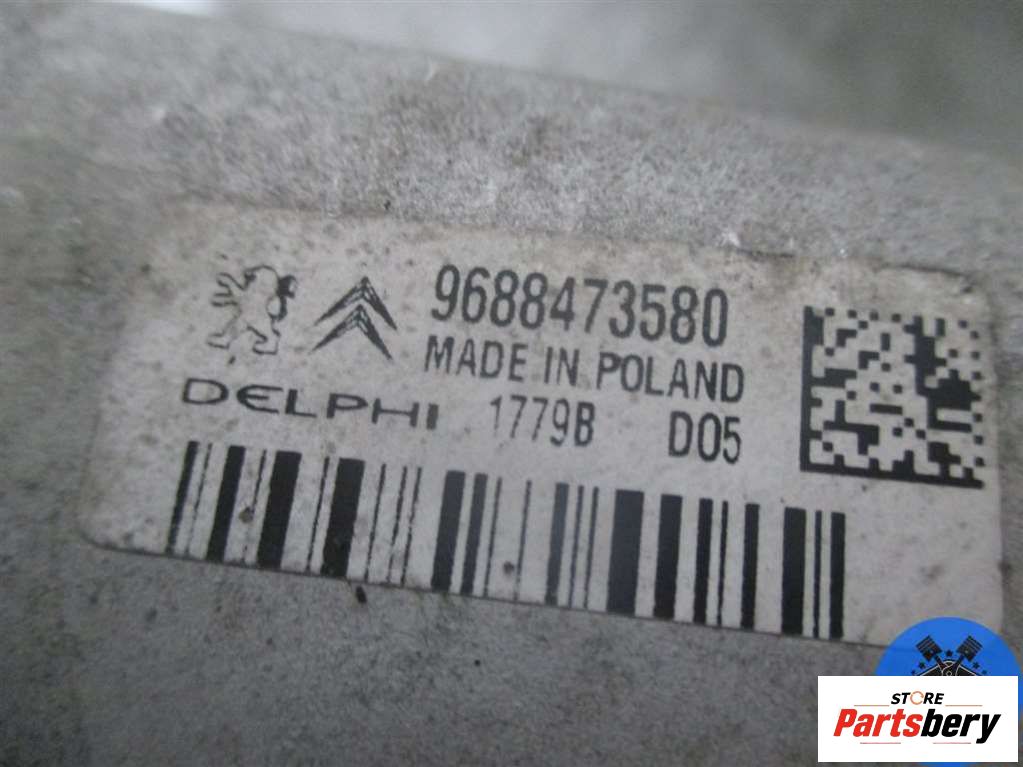 9688473580
MADE IN POLAND
DELPHI 1779B D05
STORE
Partsbery